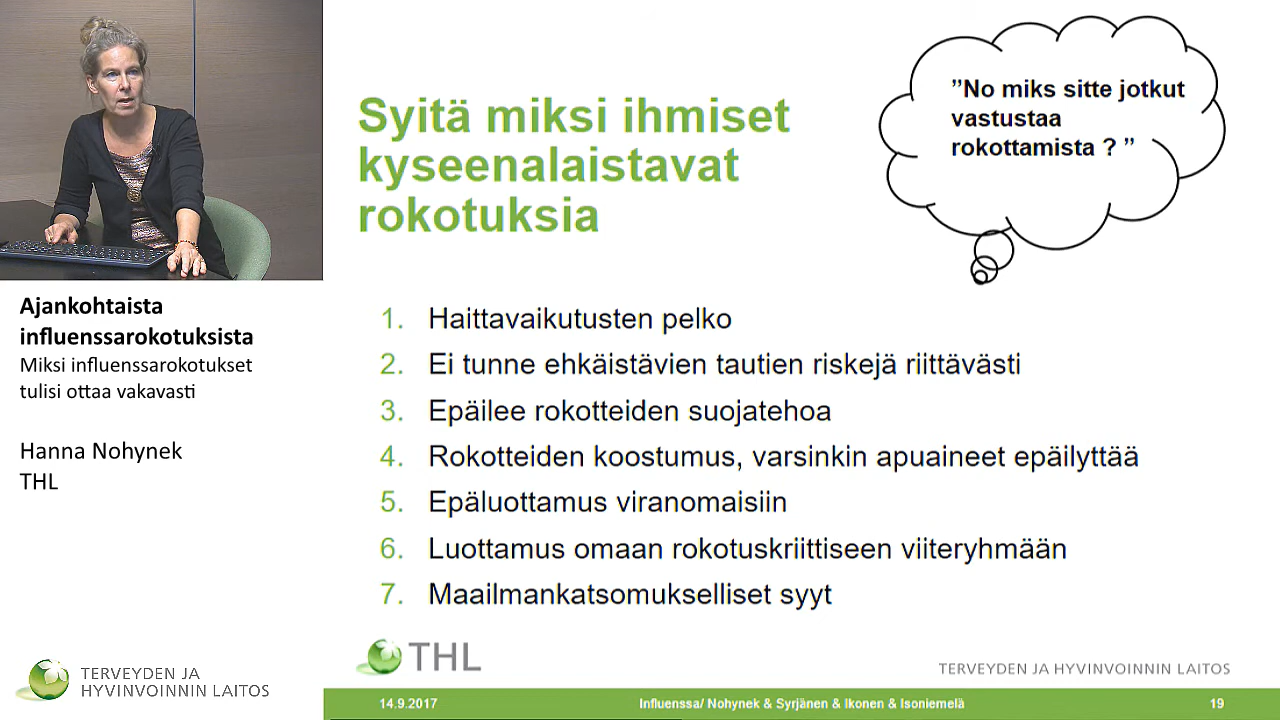 Ajankohtaista
influenssarokotuksista
Miksi influenssarokotukset
tulisi ottaa vakavasti
Hanna Nohynek
THL
TERVEYDEN JA
HYVINVOINNIN LAITOS
Syitä miksi ihmiset
kyseenalaistavat
rokotuksia
”No miks sitte jotkut
vastustaa
rokottamista ? ”
1. Haittavaikutusten pelko
2. Ei tunne ehkäistävien tautien riskejä riittävästi
3. Epäilee rokotteiden suojatehoa
4. Rokotteiden koostumus, varsinkin apuaineet epäilyttää
5. Epäluottamus viranomaisiin
6. Luottamus omaan rokotuskriittiseen viiteryhmään
7. Maailmankatsomukselliset syyt
THL
TERVEYDEN JA HYVINVOINNIN LAITOS
14.9.2017
Influenssa/ Nohynek & Syrjänen & Ikonen & Isoniemelä
19